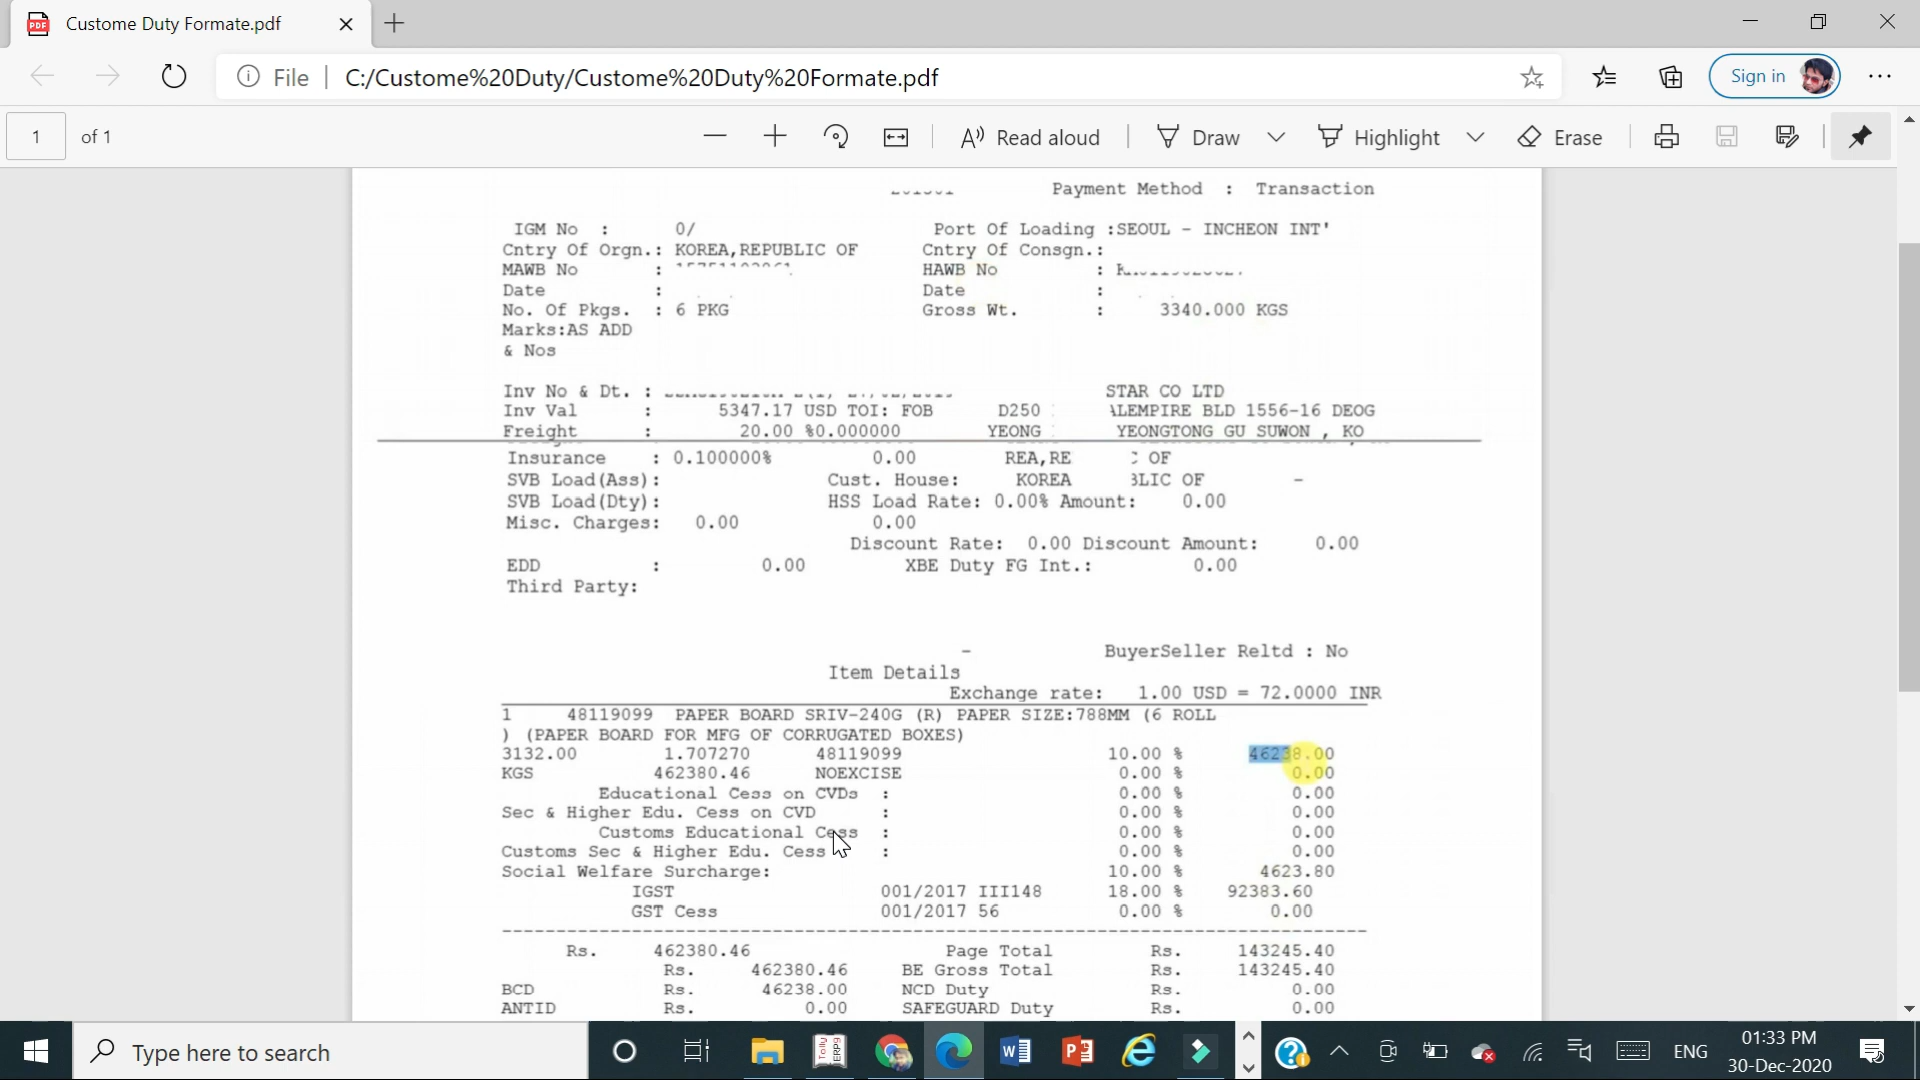 Custome Duty Formate.pdf
File C:/Custome%20Duty/Custome%20Duty%20Formate.pdf
Sign in
1 of 1
Read aloud
Draw
Highlight
Erase
Payment Method : Transaction
IGM No : 0/ Port Of Loading :SEOUL - INCHEON INT'
Cntry Of Orgn.: KOREA,REPUBLIC OF Cntry Of Consgn.:
MAWB No : HAWB No :
Date : Date :
No. Of Pkgs. : 6 PKG Gross Wt. : 3340.000 KGS
Marks:AS ADD
& Nos
Inv No & Dt. : STAR CO LTD
Inv Val : 5347.17 USD TOI: FOB D250 ALEMPIRE BLD 1556-16 DEOG
Freight : 20.00 %0.000000 YEONG YEONGTONG GU SUWON , KO
Insurance : 0.100000% 0.00 REA,RE C OF
SVB Load(Ass): Cust. House: KOREA BLIC OF -
SVB Load(Dty): HSS Load Rate: 0.00% Amount: 0.00
Misc. Charges: 0.00 0.00
Discount Rate: 0.00 Discount Amount: 0.00
EDD : 0.00 XBE Duty FG Int.: 0.00
Third Party:
- BuyerSeller Reltd : No
Item Details
Exchange rate: 1.00 USD = 72.0000 INR
1 48119099 PAPER BOARD SRIV-240G (R) PAPER SIZE:788MM (6 ROLL
) (PAPER BOARD FOR MFG OF CORRUGATED BOXES)
3132.00 1.707270 48119099 10.00 % 46238.00
KGS 462380.46 NOEXCISE 0.00 % 0.00
Educational Cess on CVDs : 0.00 % 0.00
Sec & Higher Edu. Cess on CVD : 0.00 % 0.00
Customs Educational Cess : 0.00 % 0.00
Customs Sec & Higher Edu. Cess : 0.00 % 0.00
Social Welfare Surcharge: 10.00 % 4623.80
IGST 001/2017 III148 18.00 % 92383.60
GST Cess 001/2017 56 0.00 % 0.00
Rs. 462380.46 Page Total Rs. 143245.40
Rs. 462380.46 BE Gross Total Rs. 143245.40
BCD Rs. 46238.00 NCD Duty Rs. 0.00
ANTID Rs. 0.00 SAFEGUARD Duty Rs. 0.00
Type here to search
ENG
01:33 PM
30-Dec-2020